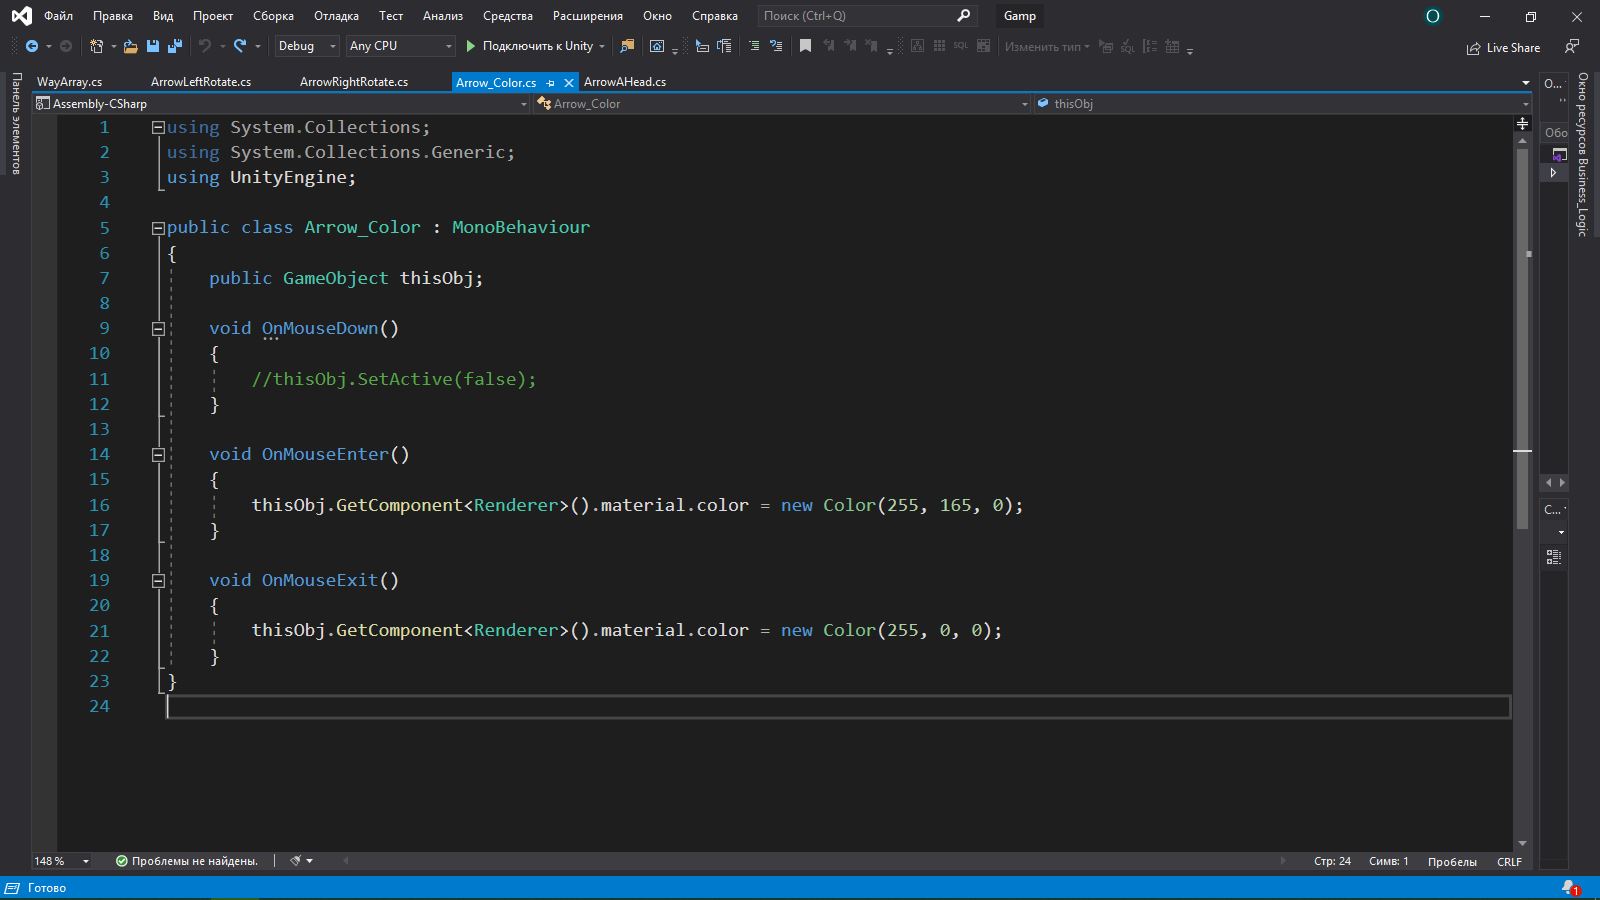 Файл Правка Вид Проект Сборка Отладка Тест Анализ Средства Расширения Окно Справка Поиск (Ctrl+Q) Gamp O
Debug Any CPU Подключить к Unity SQL Изменить тип SQL Live Share
WayArray.cs ArrowLeftRotate.cs ArrowRightRotate.cs Arrow_Color.cs ArrowAHead.cs
Assembly-CSharp Arrow_Color thisObj
Панель элементов
1 using System.Collections;
2 using System.Collections.Generic;
3 using UnityEngine;
4
5 public class Arrow_Color : MonoBehaviour
6 {
7 public GameObject thisObj;
8
9 void OnMouseDown()
10 {
11 //thisObj.SetActive(false);
12 }
13
14 void OnMouseEnter()
15 {
16 thisObj.GetComponent<Renderer>().material.color = new Color(255, 165, 0);
17 }
18
19 void OnMouseExit()
20 {
21 thisObj.GetComponent<Renderer>().material.color = new Color(255, 0, 0);
22 }
23 }
24
О...
Обо
С...
Окно ресурсов Business_Logic
148 % Проблемы не найдены. Стр: 24 Симв: 1 Пробелы CRLF
Готово 1